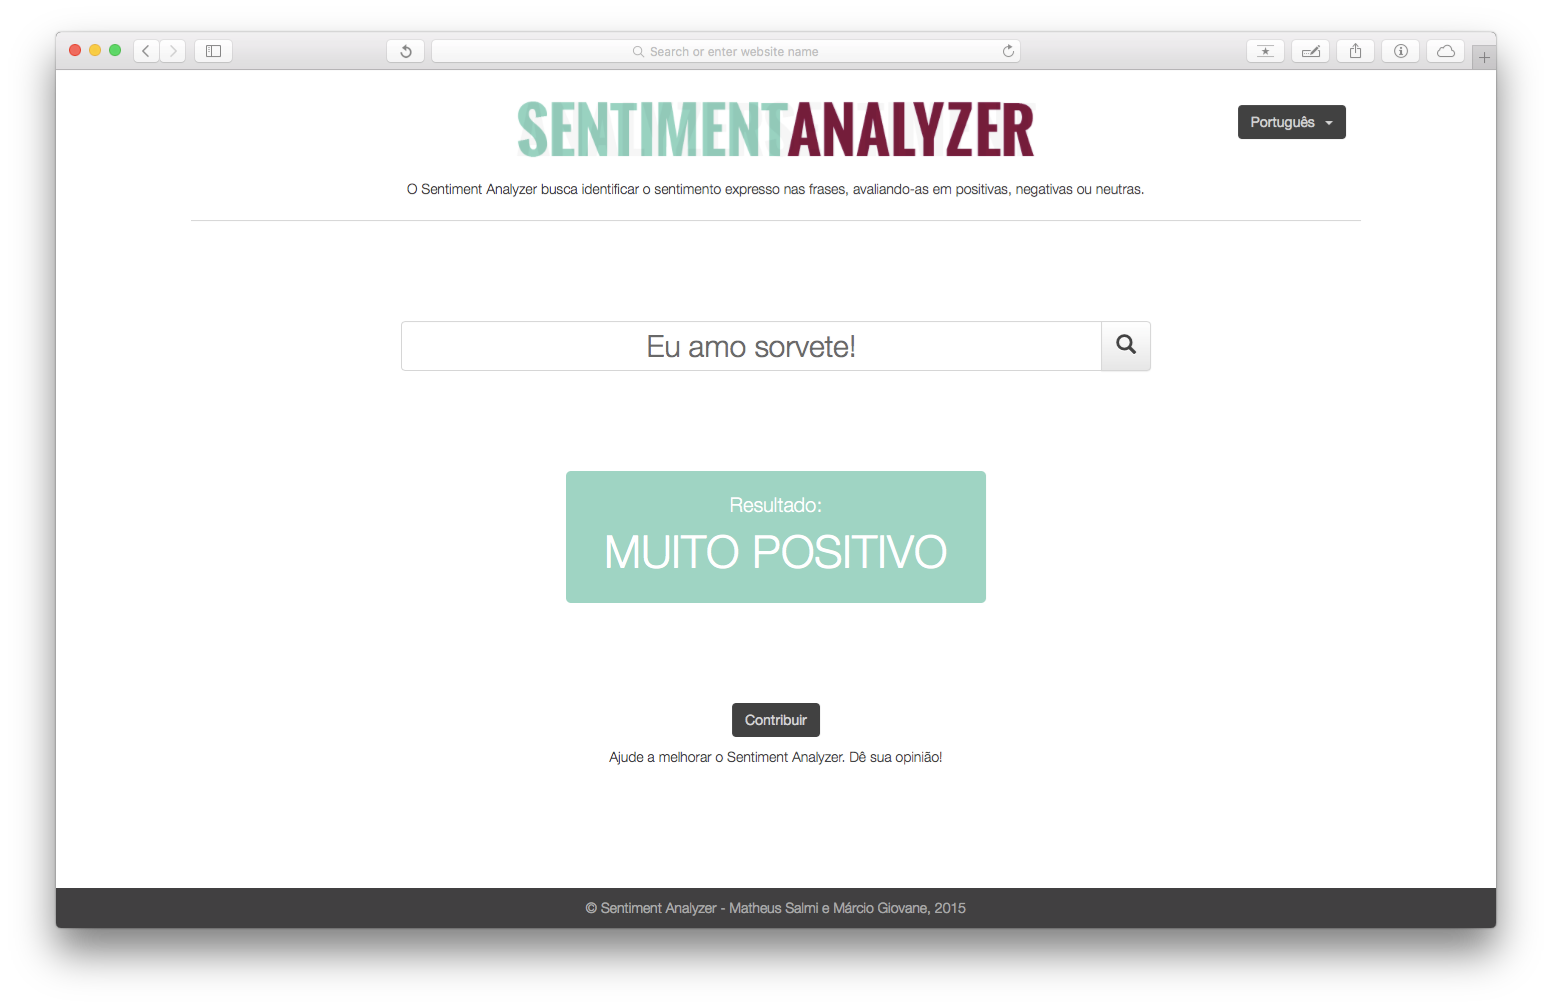 Search or enter website name
SENTIMENTANALYZER
Português
O Sentiment Analyzer busca identificar o sentimento expresso nas frases, avaliando-as em positivas, negativas ou neutras.
Eu amo sorvete!
Resultado:
MUITO POSITIVO
Contribuir
Ajude a melhorar o Sentiment Analyzer. Dê sua opinião!
© Sentiment Analyzer - Matheus Salmi e Márcio Giovane, 2015